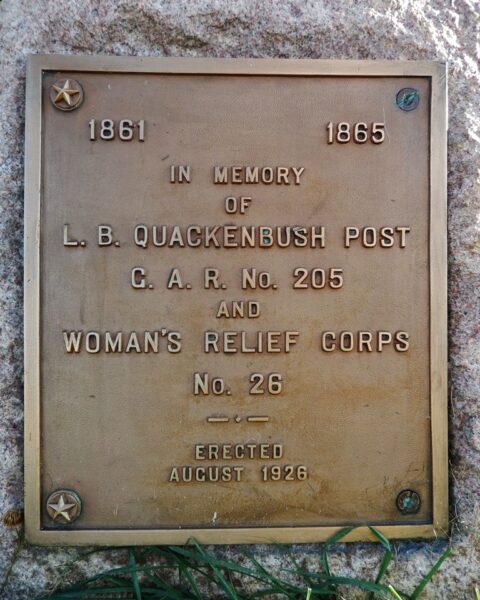 1861 1865
IN MEMORY
OF
L. B. QUACKENBUSH POST
G. A. R. No. 205
AND
WOMAN'S RELIEF CORPS
No. 26
ERECTED
AUGUST 1926